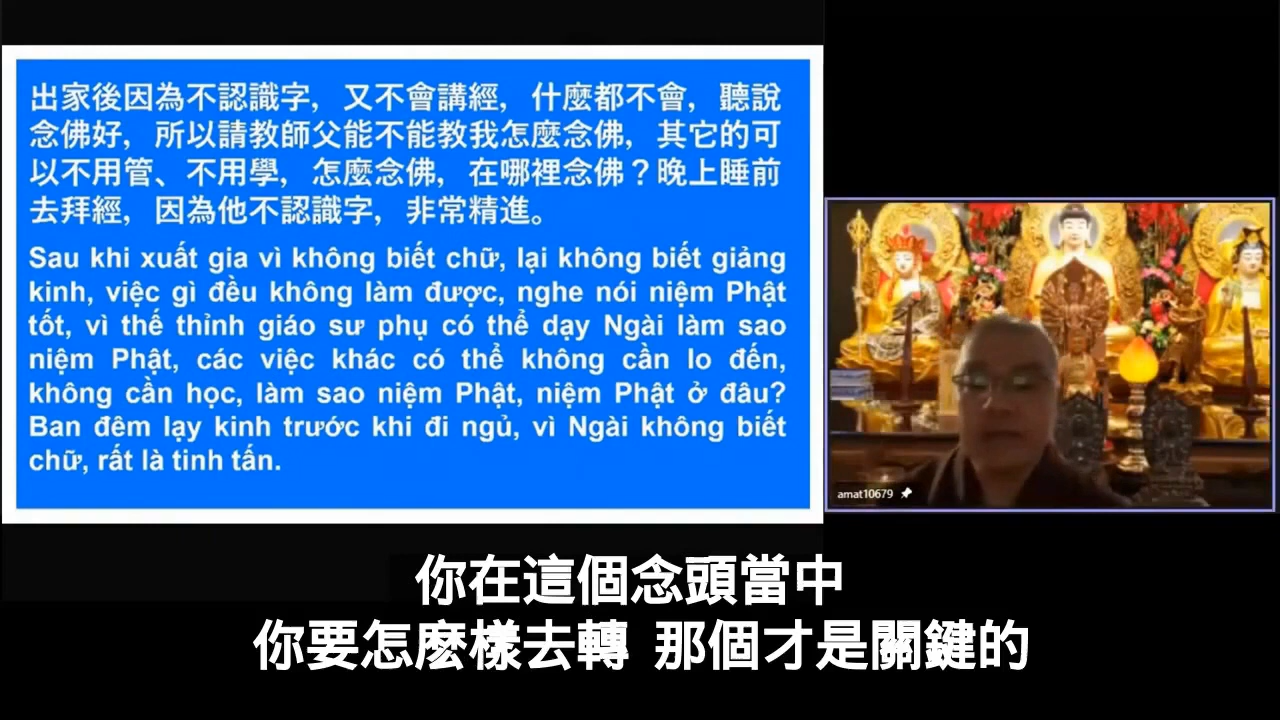 出家後因為不認識字，又不會講經，什麼都不會，聽說
念佛好，所以請教師父能不能教我怎麼念佛，其它的可
以不用管、不用學，怎麼念佛，在哪裡念佛？晚上睡前
去拜經，因為他不認識字，非常精進。
Sau khi xuất gia vì không biết chữ, lại không biết giảng
kinh, việc gì đều không làm được, nghe nói niệm Phật
tốt, vì thế thỉnh giáo sư phụ có thể dạy Ngài làm sao
niệm Phật, các việc khác có thể không cần lo đến,
không cần học, làm sao niệm Phật, niệm Phật ở đâu?
Ban đêm lạy kinh trước khi đi ngủ, vì Ngài không biết
chữ, rất là tinh tấn.
amat10679
你在這個念頭當中
你要怎麽樣去轉 那個才是關鍵的